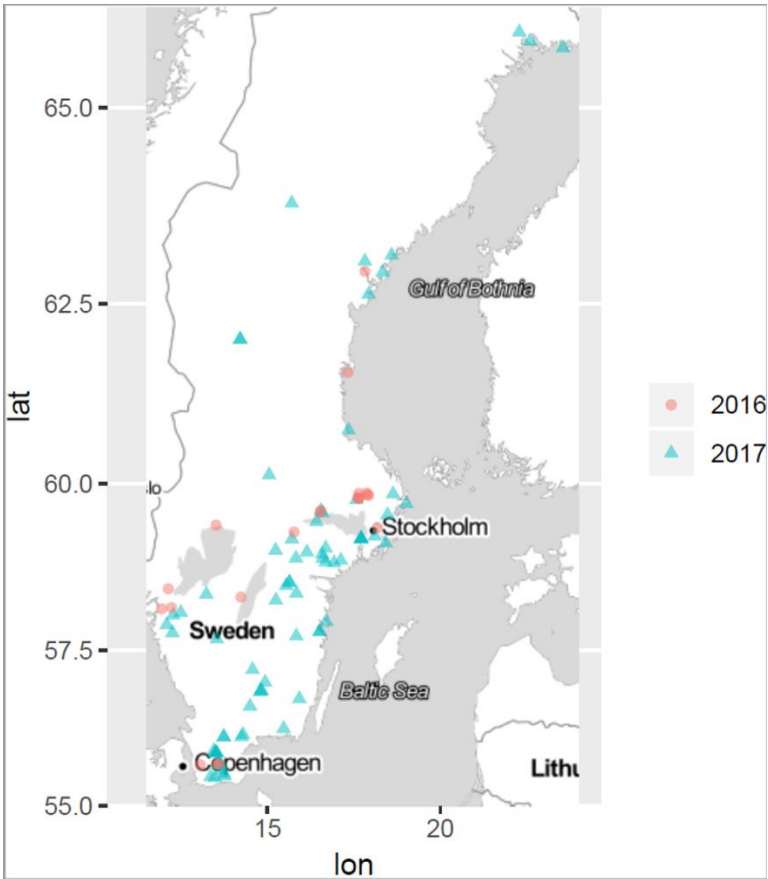 65.0
62.5
Gulf of Bothnia
lat
2016
2017
60.0
lo
Stockholm
57.5
Sweden
Baltic Sea
Copenhagen
Lithu
55.0
15
20
lon